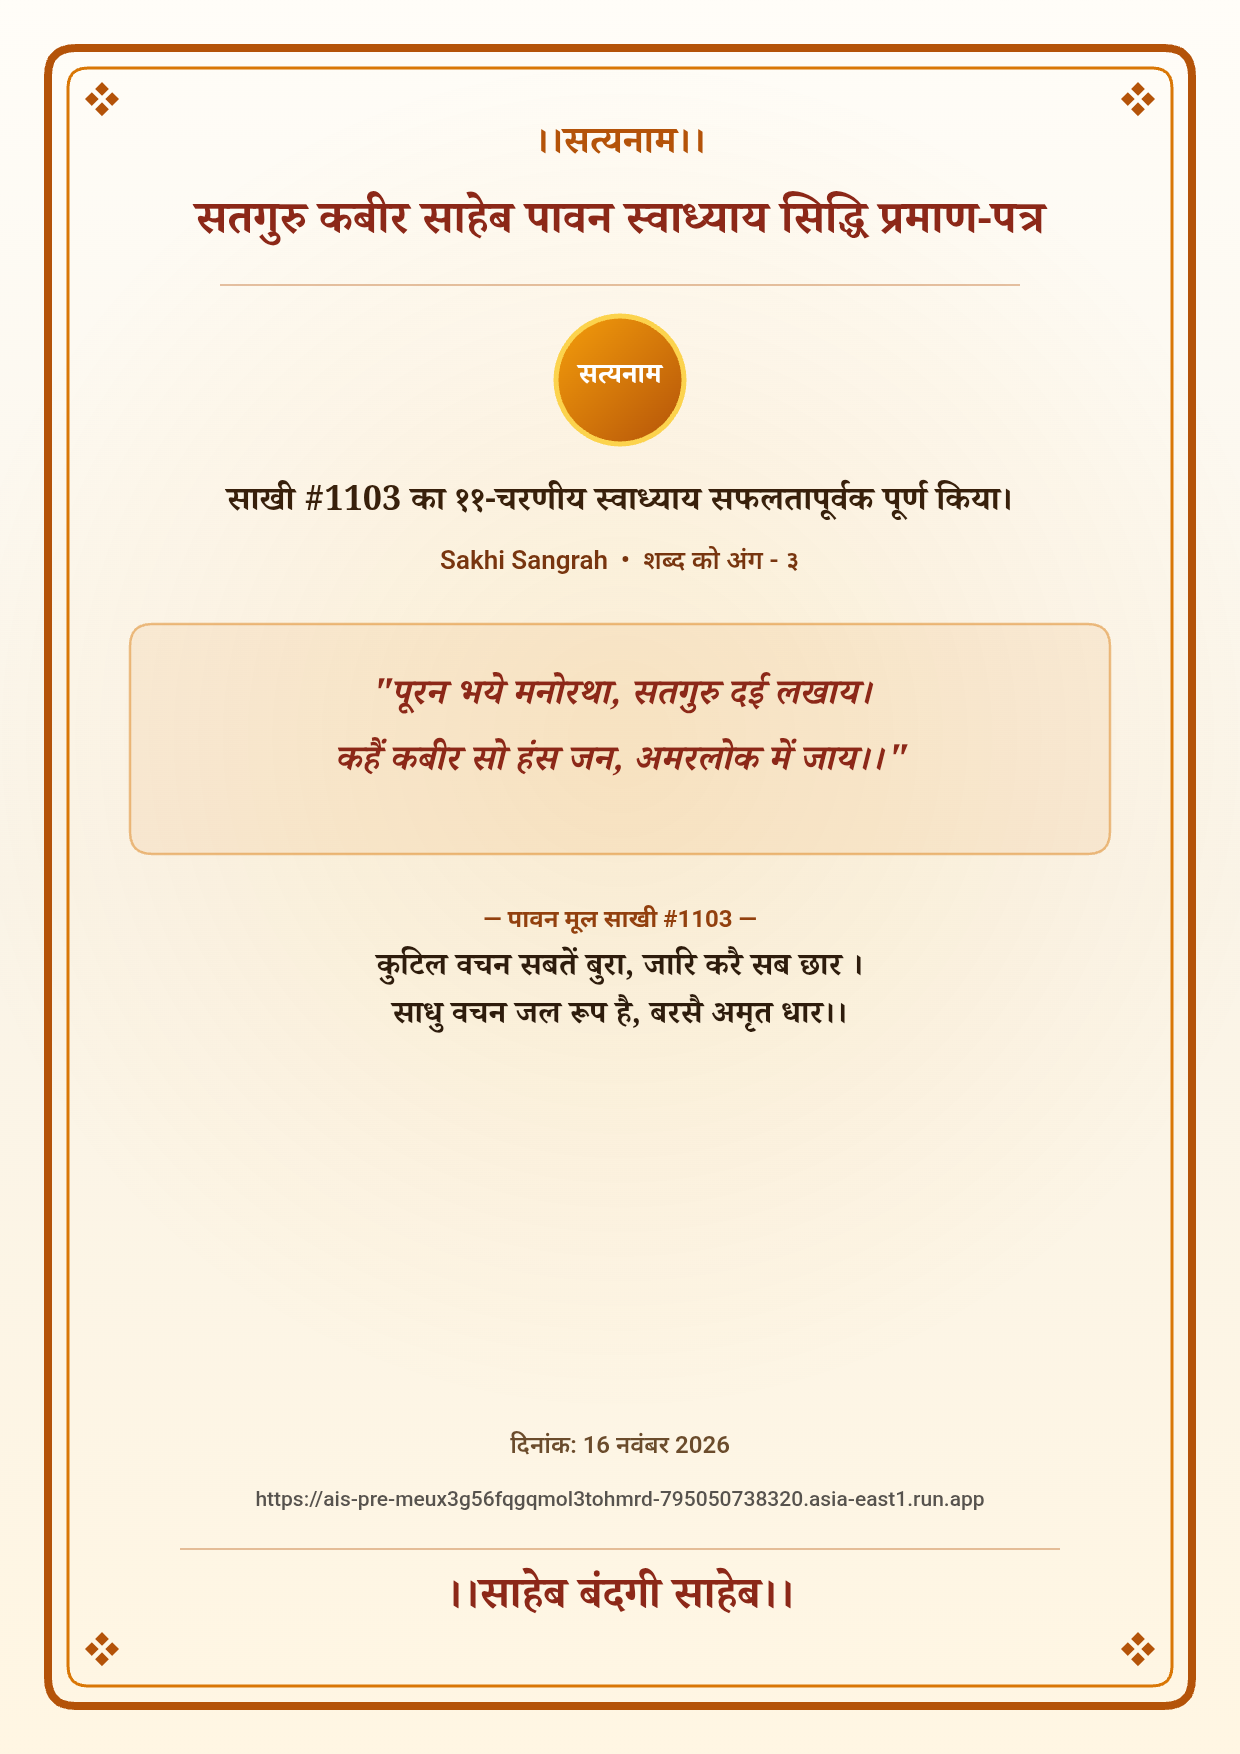 ।।सत्यनाम।।
सतगुरु कबीर साहेब पावन स्वाध्याय सिद्धि प्रमाण-पत्र
सत्यनाम
साखी #1103 का ११-चरणीय स्वाध्याय सफलतापूर्वक पूर्ण किया।
Sakhi Sangrah • शब्द को अंग - ३
"पूरन भये मनोरथा, सतगुरु दई लखाय।
कहैं कबीर सो हंस जन, अमरलोक में जाय।।"
— पावन मूल साखी #1103 —
कुटिल वचन सबतें बुरा, जारि करै सब छार ।
साधु वचन जल रूप है, बरसै अमृत धार।।
दिनांक: 16 नवंबर 2026
https://ais-pre-meux3g56fqgqmol3tohmrd-795050738320.asia-east1.run.app
।।साहेब बंदगी साहेब।।